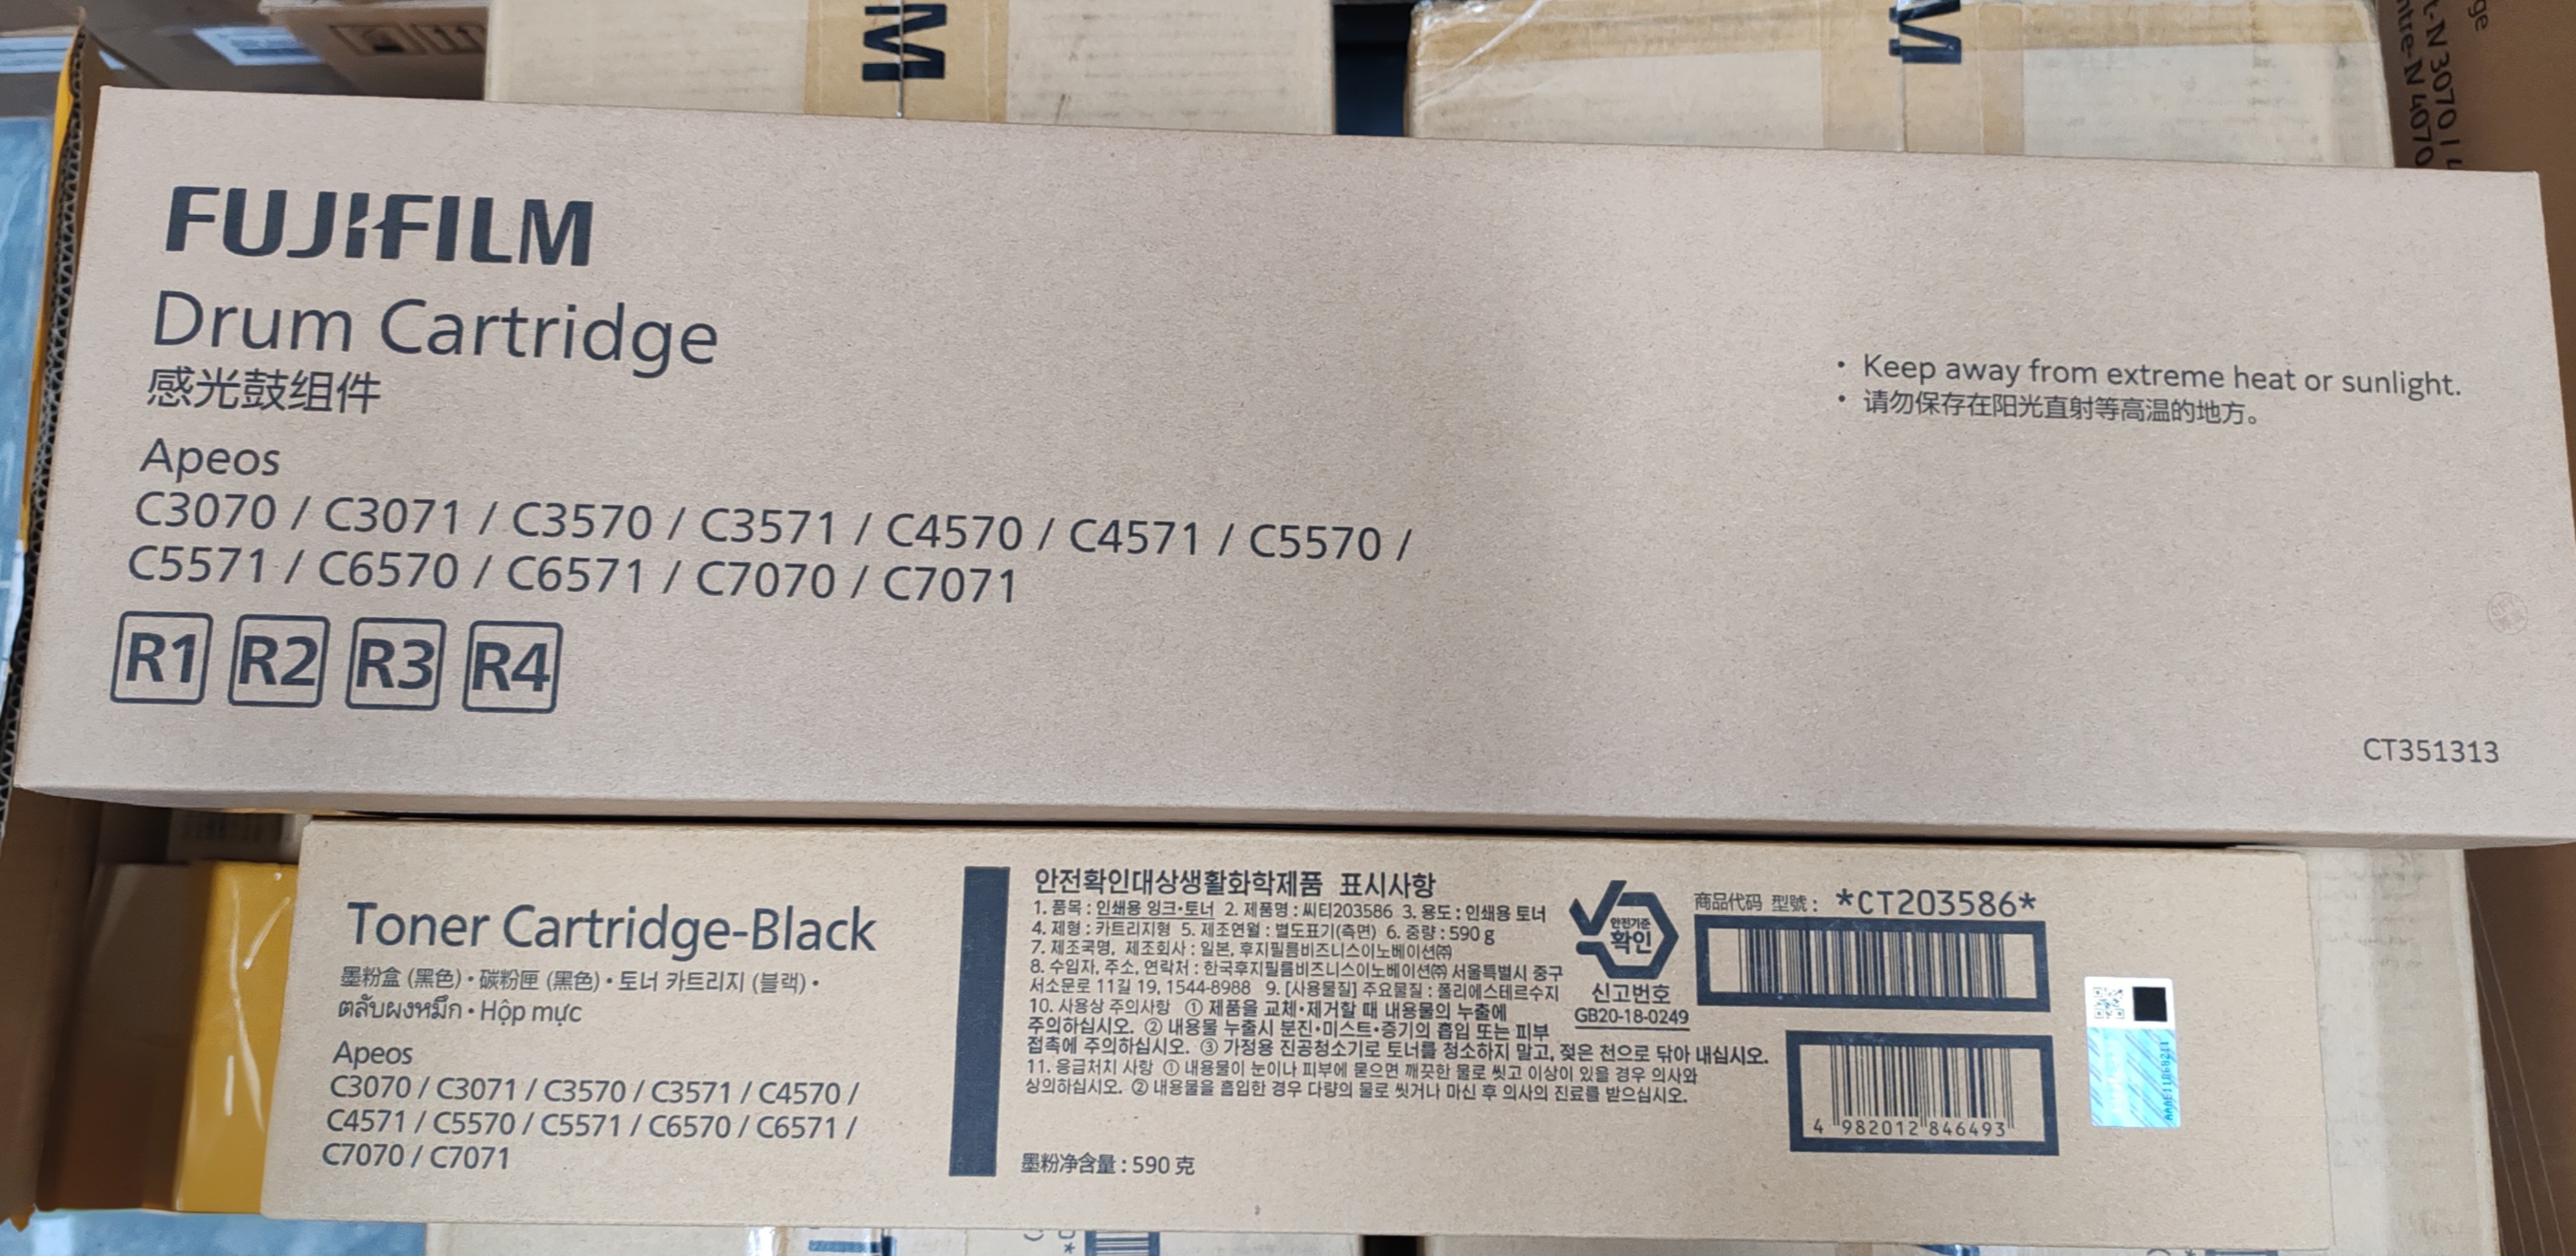 M
M
FUJIFILM
Drum Cartridge
感光鼓组件
Apeos
C3070 / C3071 / C3570 / C3571 / C4570 / C4571 / C5570 /
C5571 / C6570 / C6571 / C7070 / C7071
R1 R2 R3 R4
• Keep away from extreme heat or sunlight.
• 请勿保存在阳光直射等高温的地方。
CT351313
Toner Cartridge-Black
墨粉盒 (黑色)・碳粉匣 (黑色)・토너 카트리지 (블랙)・
ตลับผงหมึก・Hộp mực
Apeos
C3070 / C3071 / C3570 / C3571 / C4570 /
C4571 / C5570 / C5571 / C6570 / C6571 /
C7070 / C7071
안전확인대상생활화학제품 표시사항
1. 품목 : 인쇄용 잉크•토너 2. 제품명 : 씨티203586 3. 용도 : 인쇄용 토너
4. 제형 : 카트리지형 5. 제조연월 : 별도표기(측면) 6. 중량 : 590 g
7. 제조국명, 제조회사 : 일본, 후지필름비즈니스이노베이션㈜
8. 수입자, 주소, 연락처 : 한국후지필름비즈니스이노베이션㈜ 서울특별시 중구
서소문로 11길 19, 1544-8988 9. [사용물질] 주요물질 : 폴리에스테르수지
10. 사용상 주의사항 ① 제품을 교체•제거할 때 내용물의 누출에
주의하십시오. ② 내용물 누출시 분진•미스트•증기의 흡입 또는 피부
접촉에 주의하십시오. ③ 가정용 진공청소기로 토너를 청소하지 말고, 젖은 천으로 닦아 내십시오.
11. 응급처치 사항 ① 내용물이 눈이나 피부에 묻으면 깨끗한 물로 씻고 이상이 있을 경우 의사와
상의하십시오. ② 내용물을 흡입한 경우 다량의 물로 씻거나 마신 후 의사의 진료를 받으십시오.
墨粉净含量 : 590 克
안전기준
확인
신고번호
GB20-18-0249
商品代码 型號 : *CT203586*
4 982012 846493